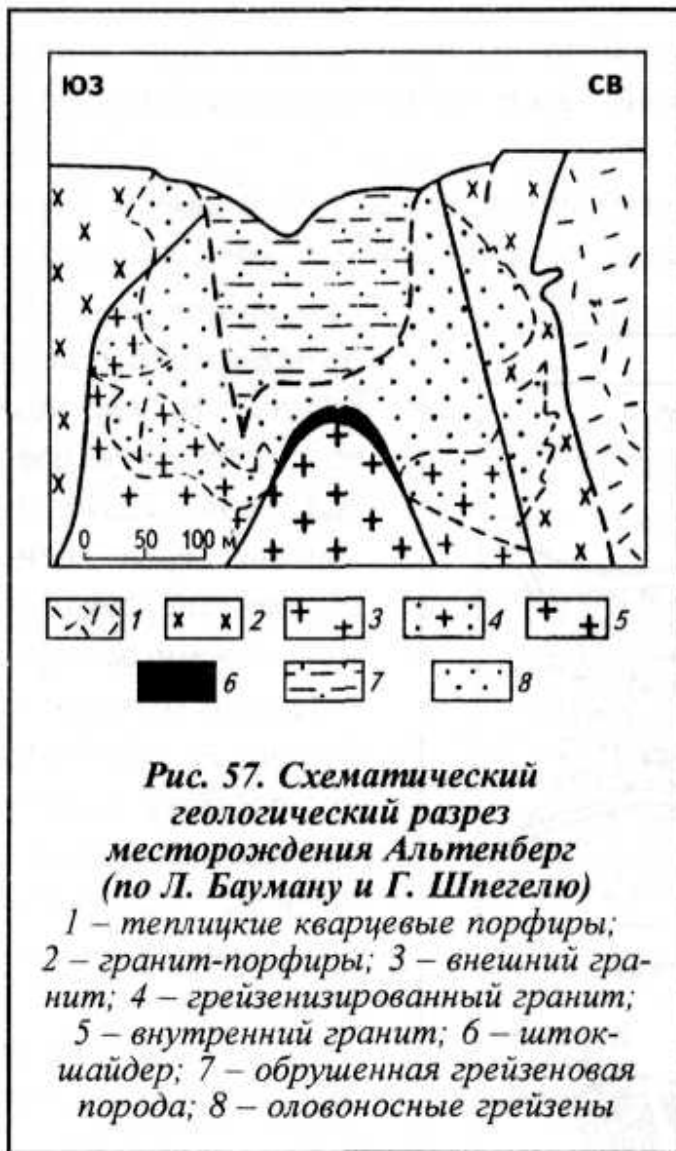 ЮЗ СВ
0 50 100 м
1 2 3 4 5
6 7 8
Рис. 57. Схематический
геологический разрез
месторождения Альтенберг
(по Л. Бауману и Г. Шпегелю)
1 – теплицкие кварцевые порфиры;
2 – гранит-порфиры; 3 – внешний гра-
нит; 4 – грейзенизированный гранит;
5 – внутренний гранит; 6 – шток-
шайдер; 7 – обрушенная грейзеновая
порода; 8 – оловоносные грейзены